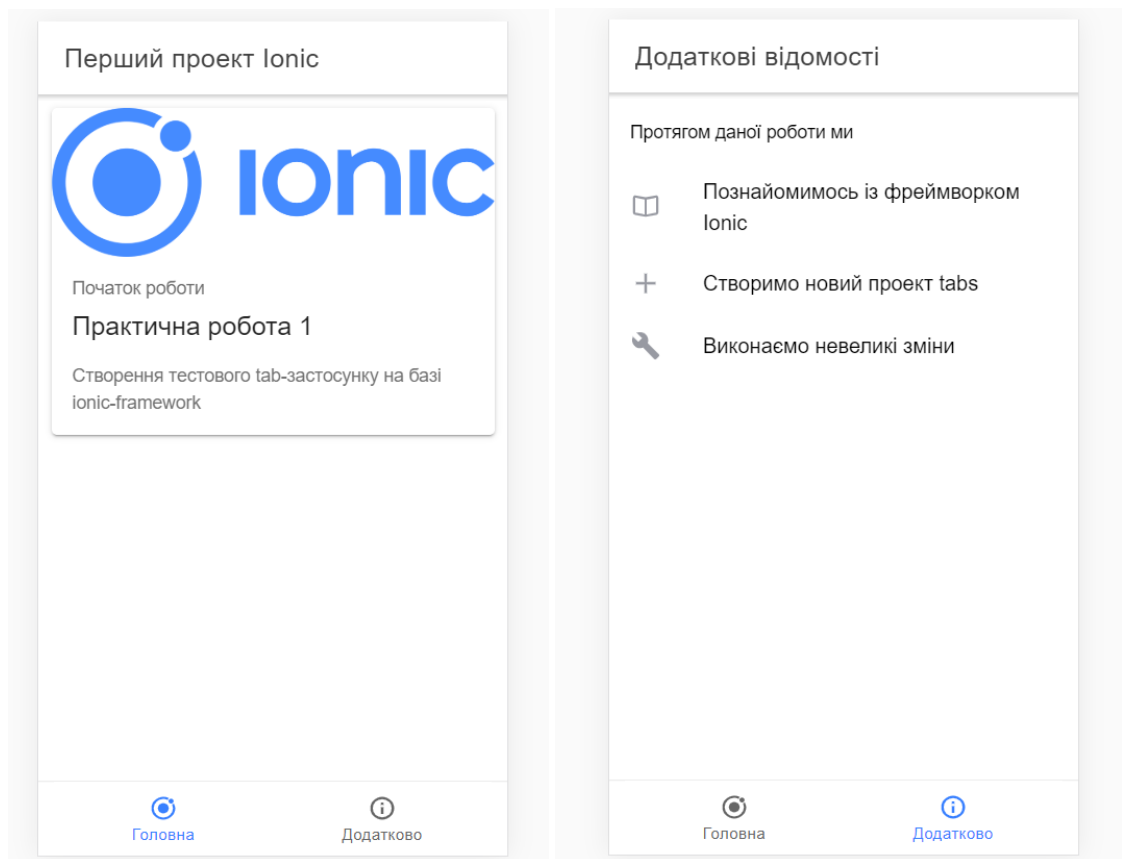 Перший проект Ionic
ionic
Початок роботи
Практична робота 1
Створення тестового tab-застосунку на базі
ionic-framework
Головна
Додатково
Додаткові відомості
Протягом даної роботи ми
Познайомимось із фреймворком
Ionic
Створимо новий проект tabs
Виконаємо невеликі зміни
Головна
Додатково